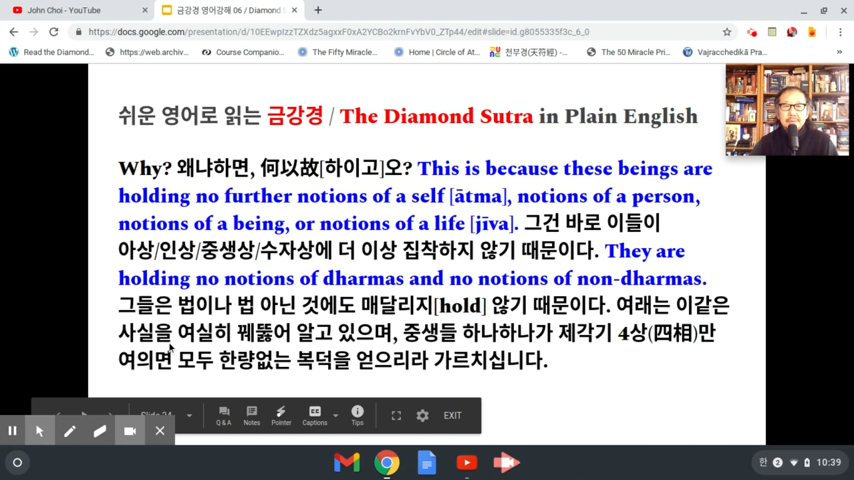 John Choi - YouTube
금강경 영어강해 06 / Diamond
https://docs.google.com/presentation/d/10EEwpIzzTZXdz5agxxF0xA2YCBo2krnFvYbV0_ZTp44/edit#slide=id.g8055335f3c_6_0
Read the Diamond...
https://web.archiv...
Course Companio...
The Fifty Miracle...
Home | Circle of At...
천부경(天符經) -...
The 50 Miracle Pri...
Vajracchedikā Pra...
쉬운 영어로 읽는 금강경 / The Diamond Sutra in Plain English
Why? 왜냐하면, 何以故[하이고]오? This is because these beings are
holding no further notions of a self [ātma], notions of a person,
notions of a being, or notions of a life [jīva]. 그건 바로 이들이
아상/인상/중생상/수자상에 더 이상 집착하지 않기 때문이다. They are
holding no notions of dharmas and no notions of non-dharmas.
그들은 법이나 법 아닌 것에도 매달리지[hold] 않기 때문이다. 여래는 이같은
사실을 여실히 꿰뚫어 알고 있으며, 중생들 하나하나가 제각기 4상(四相)만
여의면 모두 한량없는 복덕을 얻으리라 가르치십니다.
Q & A
Notes
Pointer
Captions
Tips
EXIT
한
2
10:39